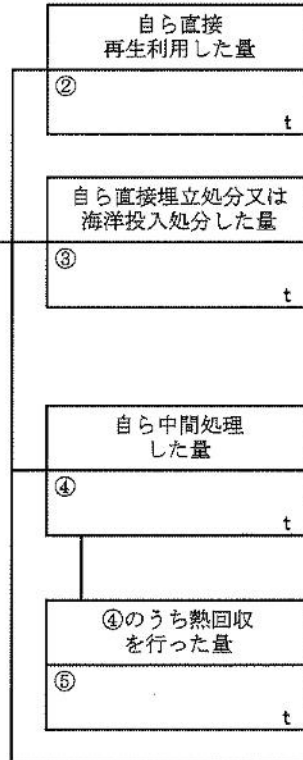 自ら直接
再生利用した量
②
t
自ら直接埋立処分又は
海洋投入処分した量
③
t
自ら中間処理
した量
④
t
④のうち熱回収
を行った量
⑤
t